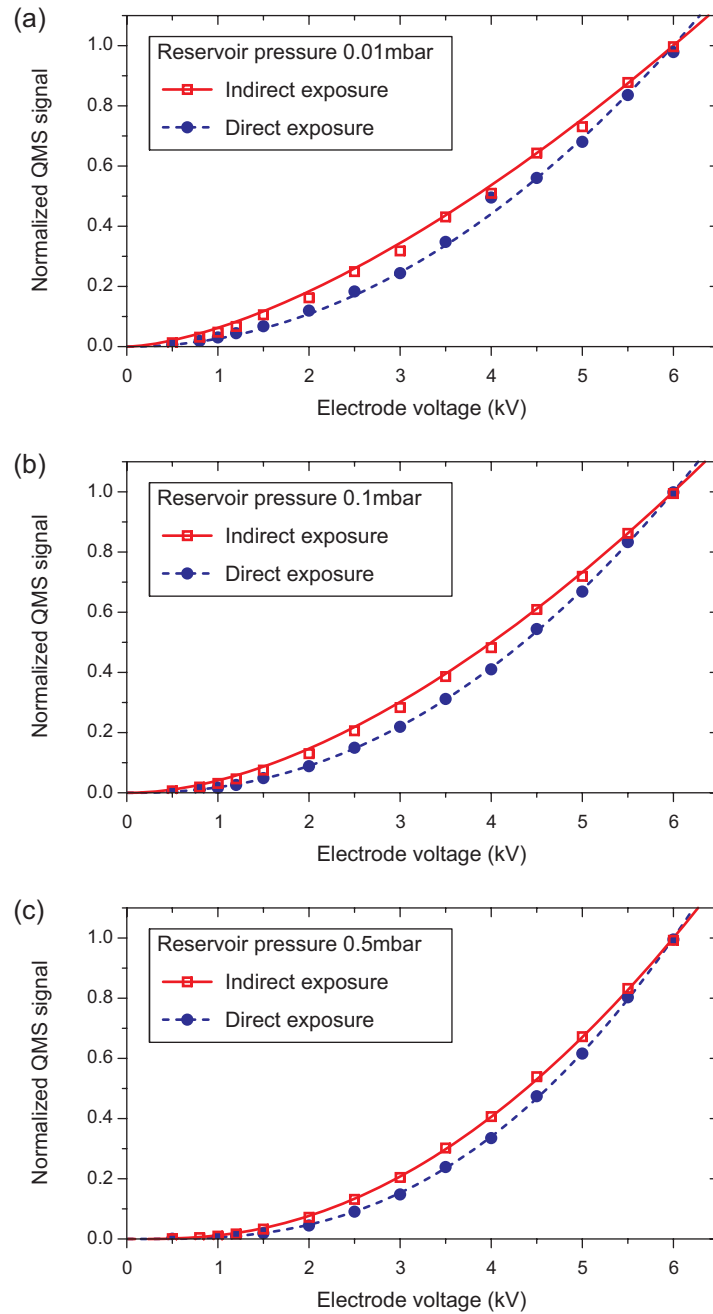 (a)
Reservoir pressure 0.01mbar
Indirect exposure
Direct exposure
Normalized QMS signal
1.0
0.8
0.6
0.4
0.2
0.0
0 1 2 3 4 5 6
Electrode voltage (kV)
(b)
Reservoir pressure 0.1mbar
Indirect exposure
Direct exposure
Normalized QMS signal
1.0
0.8
0.6
0.4
0.2
0.0
0 1 2 3 4 5 6
Electrode voltage (kV)
(c)
Reservoir pressure 0.5mbar
Indirect exposure
Direct exposure
Normalized QMS signal
1.0
0.8
0.6
0.4
0.2
0.0
0 1 2 3 4 5 6
Electrode voltage (kV)